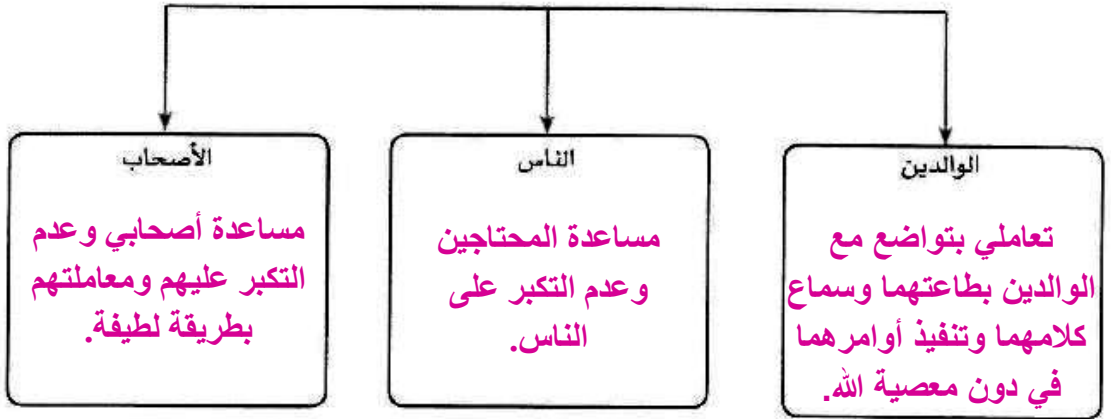 الوالدين
تعاملي بتواضع مع
الوالدين بطاعتهما وسماع
كلامهما وتنفيذ أوامرهما
في دون معصية الله.
الناس
مساعدة المحتاجين
وعدم التكبر على
الناس.
الأصحاب
مساعدة أصحابي وعدم
التكبر عليهم ومعاملتهم
بطريقة لطيفة.